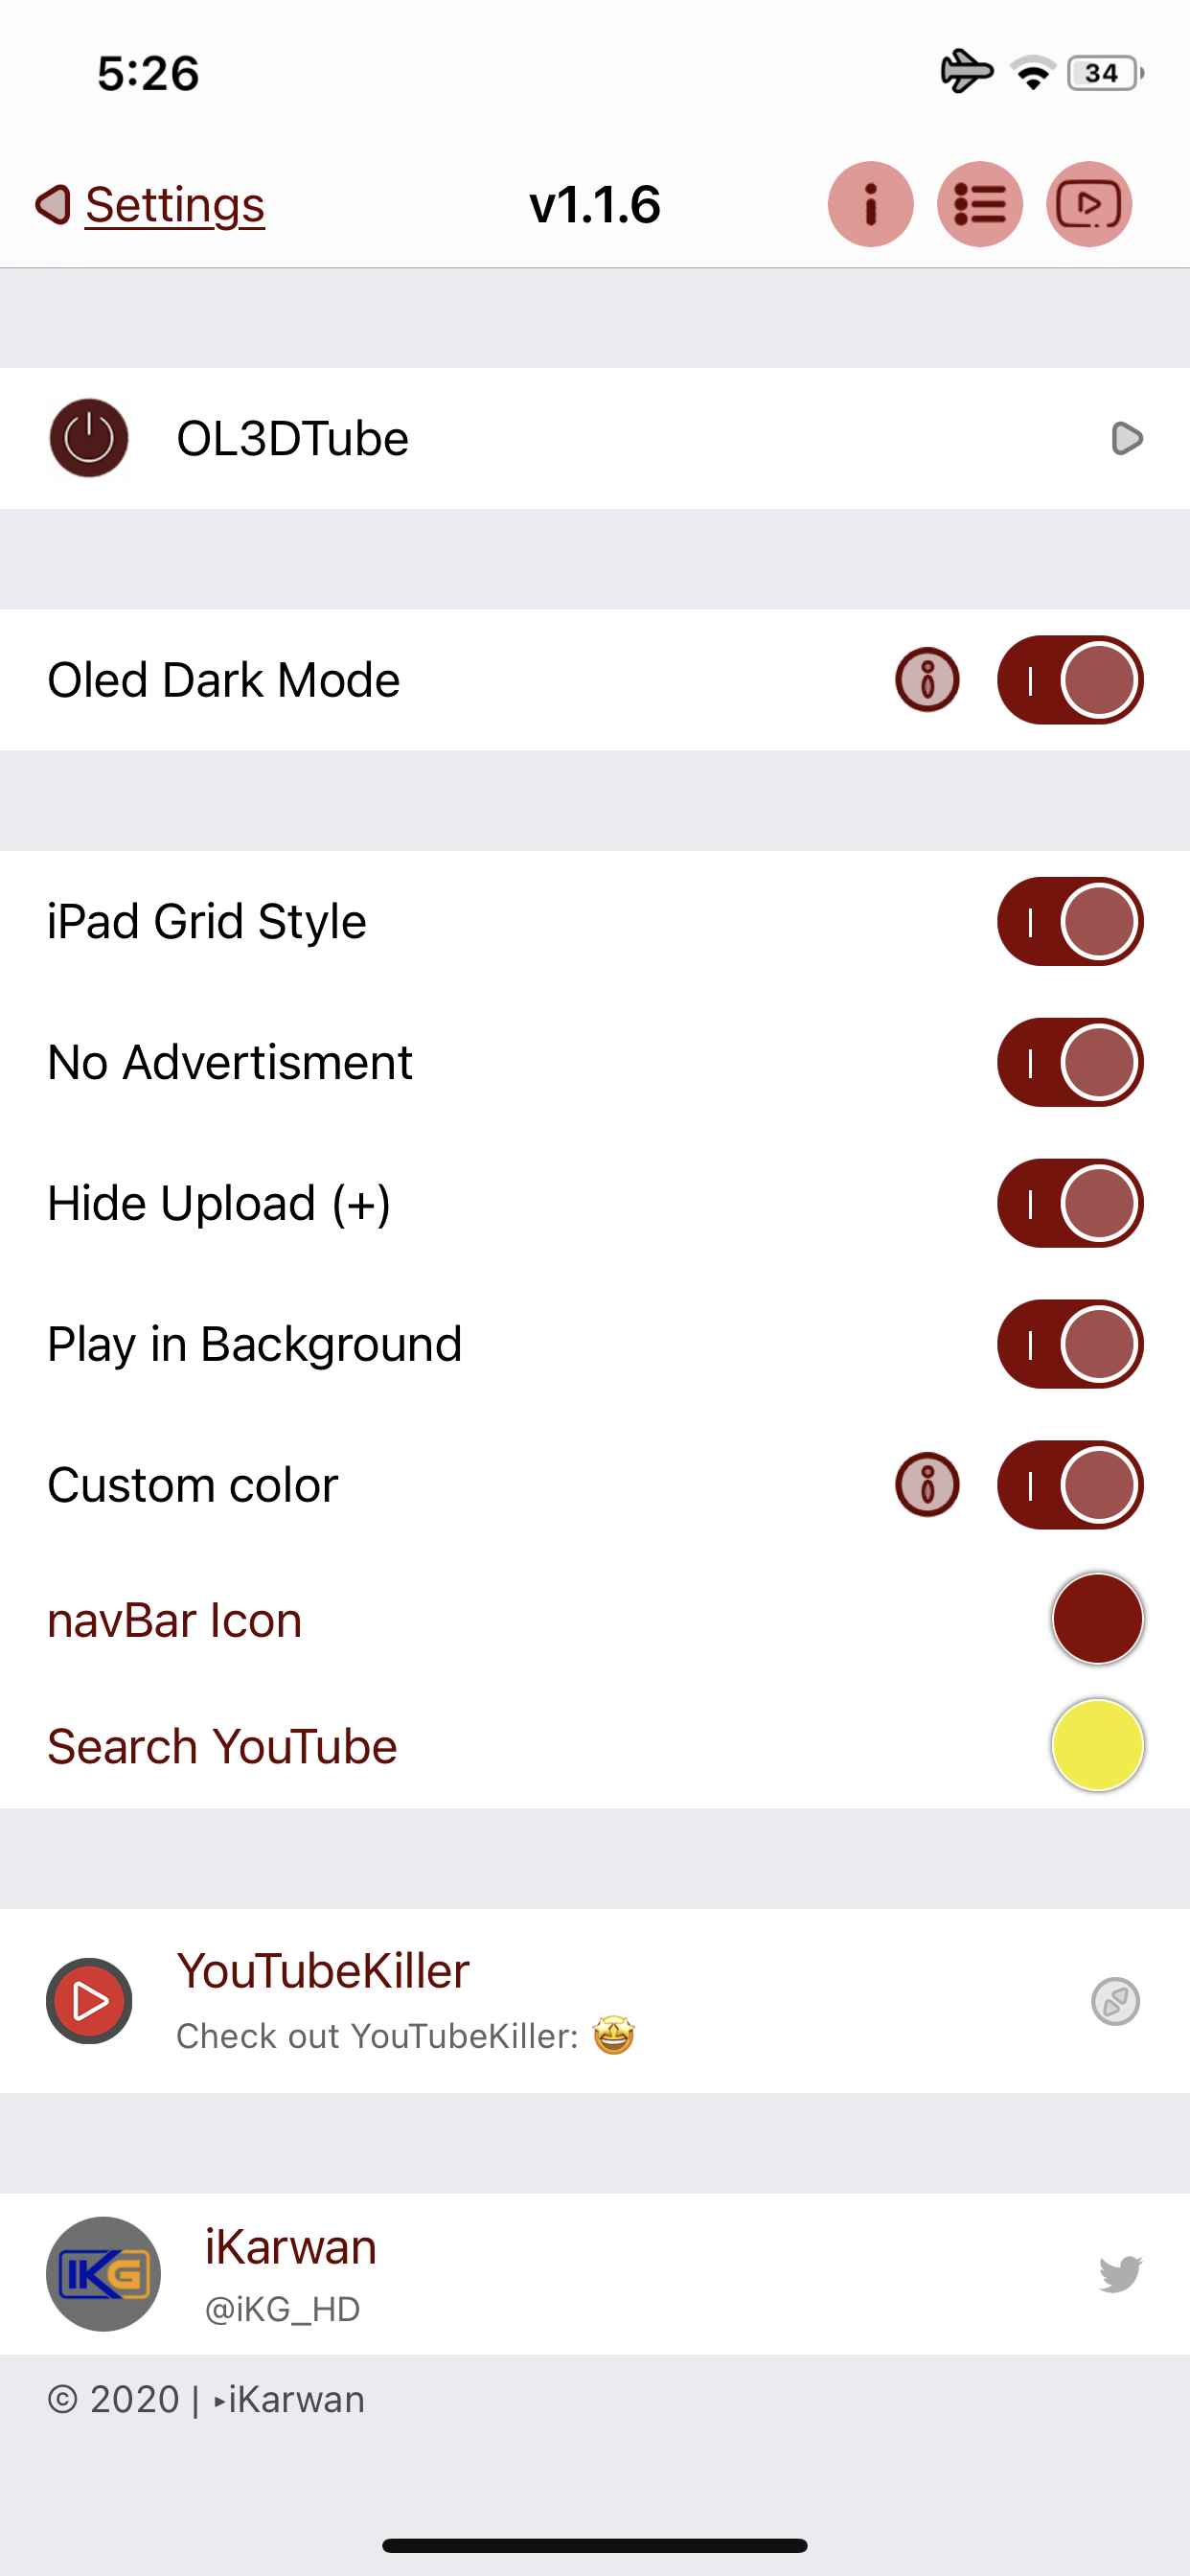 5:26
34
Settings
v1.1.6
OL3DTube
Oled Dark Mode
iPad Grid Style
No Advertisment
Hide Upload (+)
Play in Background
Custom color
navBar Icon
Search YouTube
YouTubeKiller
Check out YouTubeKiller: 🤩
IKG
iKarwan
@iKG_HD
© 2020 | ▸iKarwan